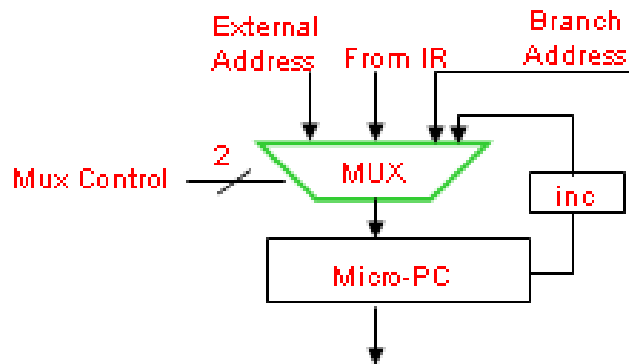 External
Address
From IR
Branch
Address
2
Mux Control
MUX
inc
Micro-PC